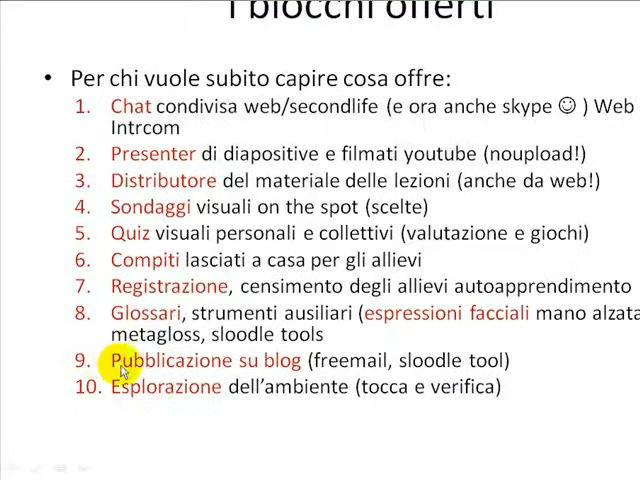 I blocchi offerti
• Per chi vuole subito capire cosa offre:
1. Chat condivisa web/secondlife (e ora anche skype ☺ ) Web
Intrcom
2. Presenter di diapositive e filmati youtube (noupload!)
3. Distributore del materiale delle lezioni (anche da web!)
4. Sondaggi visuali on the spot (scelte)
5. Quiz visuali personali e collettivi (valutazione e giochi)
6. Compiti lasciati a casa per gli allievi
7. Registrazione, censimento degli allievi autoapprendimento
8. Glossari, strumenti ausiliari (espressioni facciali mano alzata
metagloss, sloodle tools
9. Pubblicazione su blog (freemail, sloodle tool)
10. Esplorazione dell'ambiente (tocca e verifica)